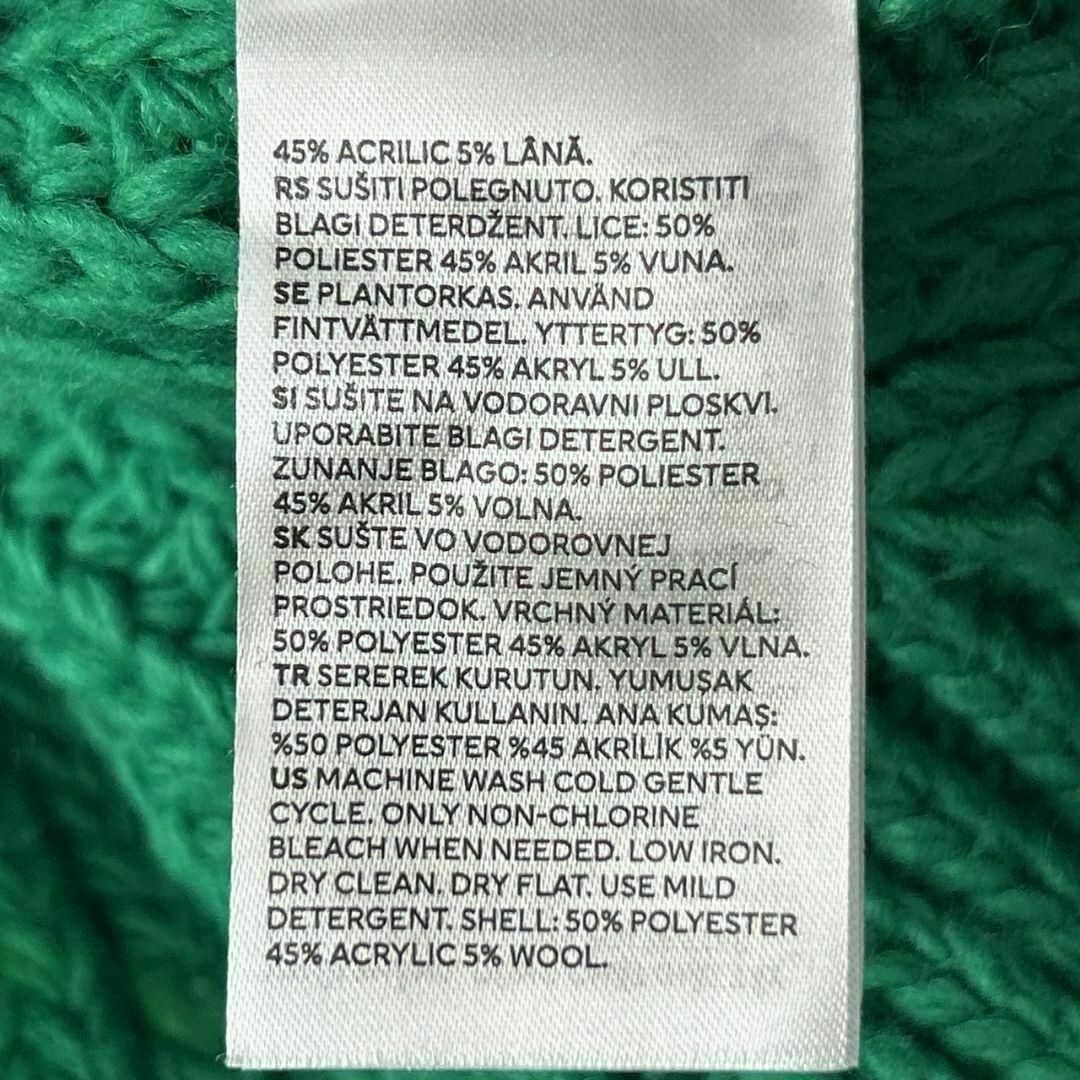 45% ACRILIC 5% LÂNĂ.
RS SUŠITI POLEGNUTO. KORISTITI
BLAGI DETERDŽENT. LICE: 50%
POLIESTER 45% AKRIL 5% VUNA.
SE PLANTORKAS. ANVÄND
FINTVÄTTMEDEL. YTTERTYG: 50%
POLYESTER 45% AKRYL 5% ULL.
SI SUŠITE NA VODORAVNI PLOSKVI.
UPORABITE BLAGI DETERGENT.
ZUNANJE BLAGO: 50% POLIESTER
45% AKRIL 5% VOLNA.
SK SUŠTE VO VODOROVNEJ
POLOHE. POUŽITE JEMNÝ PRACÍ
PROSTRIEDOK. VRCHNÝ MATERIÁL:
50% POLYESTER 45% AKRYL 5% VLNA.
TR SEREREK KURUTUN. YUMUŞAK
DETERJAN KULLANIN. ANA KUMAŞ:
%50 POLYESTER %45 AKRİLİK %5 YÜN.
US MACHINE WASH COLD GENTLE
CYCLE. ONLY NON-CHLORINE
BLEACH WHEN NEEDED. LOW IRON.
DRY CLEAN. DRY FLAT. USE MILD
DETERGENT. SHELL: 50% POLYESTER
45% ACRYLIC 5% WOOL.